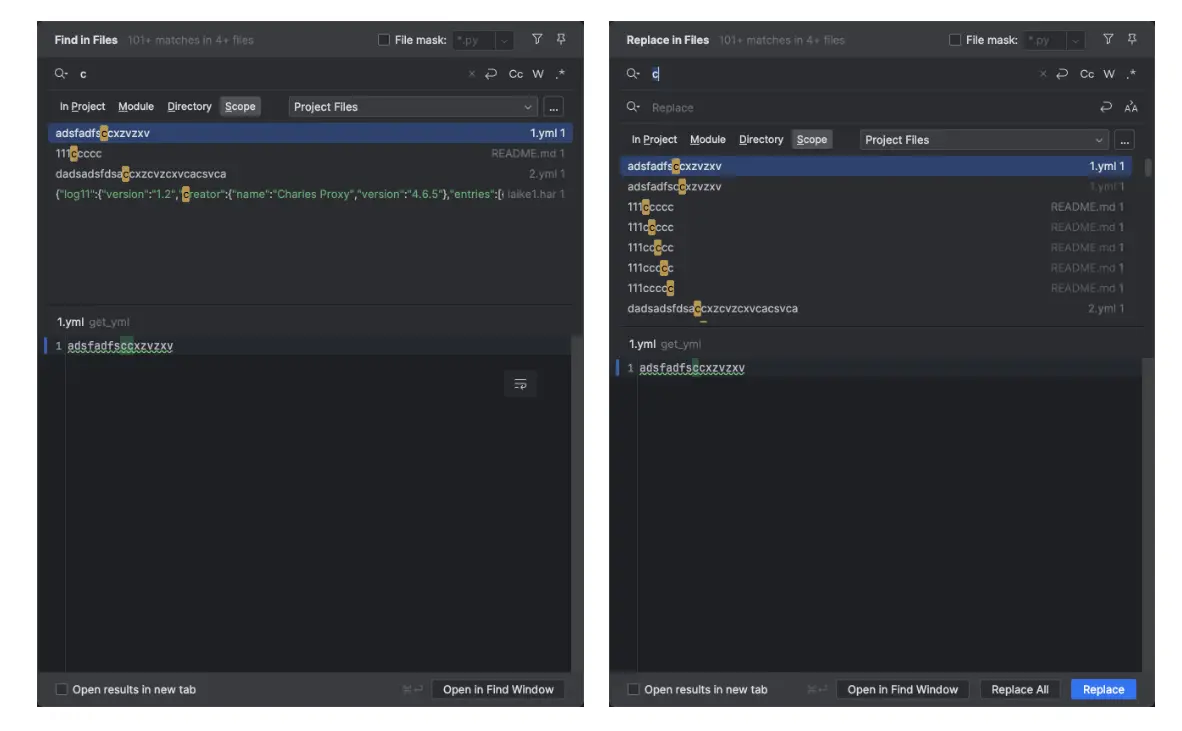 Find in Files 101+ matches in 4+ files File mask: *.py
c Cc W .*
In Project Module Directory Scope Project Files ...
adsfadfsccxzvzxv 1.yml 1
111ccccc README.md 1
dadsadsfdsaccxzcvzcxvcacsvca 2.yml 1
{"log11":{"version":"1.2","creator":{"name":"Charles Proxy","version":"4.6.5"},"entries":[{ laike1.har 1
1.yml get_yml
1 adsfadfsccxzvzxv
Open results in new tab ⌘⏎ Open in Find Window
Replace in Files 101+ matches in 4+ files File mask: *.py
c Cc W .*
Replace
In Project Module Directory Scope Project Files ...
adsfadfsccxzvzxv 1.yml 1
adsfadfsccxzvzxv 1.yml 1
111ccccc README.md 1
111ccccc README.md 1
111ccccc README.md 1
111ccccc README.md 1
111ccccc README.md 1
dadsadsfdsaccxzcvzcxvcacsvca 2.yml 1
1.yml get_yml
1 adsfadfsccxzvzxv
Open results in new tab ⌘⏎ Open in Find Window Replace All Replace